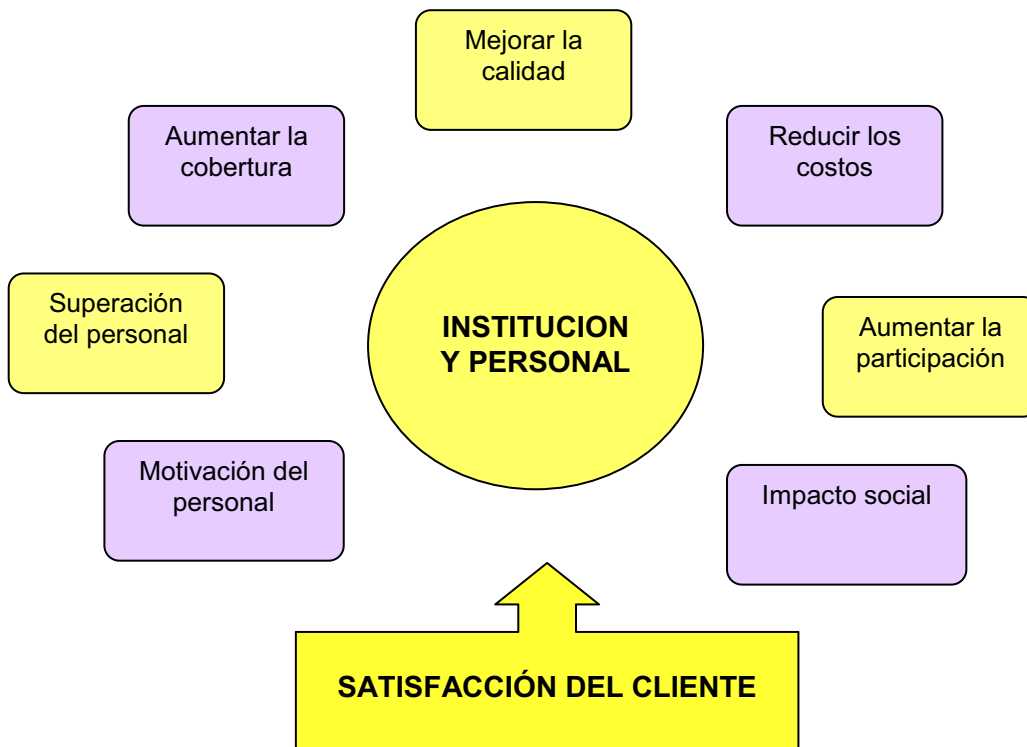 Mejorar la
calidad
Aumentar la
cobertura
Reducir los
costos
Superación
del personal
INSTITUCION
Y PERSONAL
Aumentar la
participación
Motivación del
personal
Impacto social
SATISFACCIÓN DEL CLIENTE